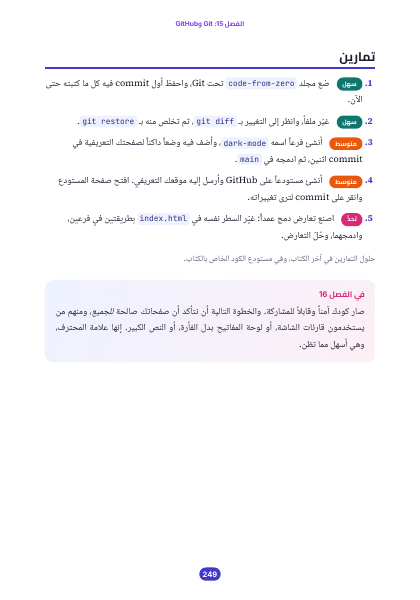 الفصل 15: Git وGitHub
تمارين
1. سهل ضع مجلد code-from-zero تحت Git، واحفظ أول commit فيه كل ما كتبته حتى
الآن.
2. سهل غيّر ملفاً، وانظر إلى التغيير بـ git diff، ثم تخلص منه بـ git restore.
3. متوسط أنشئ فرعاً اسمه dark-mode، وأضف فيه وضعاً داكناً لصفحتك التعريفية في
commit اثنين، ثم ادمجه في main.
4. متوسط أنشئ مستودعاً على GitHub وأرسل إليه موقعك التعريفي. افتح صفحة المستودع
وانقر على commit لترى تغييراته.
5. تحدٍّ اصنع تعارض دمج عمداً: غيّر السطر نفسه في index.html بطريقتين في فرعين،
وادمجهما، وحُلّ التعارض.
حلول التمارين في آخر الكتاب، وفي مستودع الكود الخاص بالكتاب.
في الفصل 16
صار كودك آمناً وقابلاً للمشاركة. والخطوة التالية أن تتأكد أن صفحاتك صالحة للجميع، ومنهم من
يستخدمون قارئات الشاشة، أو لوحة المفاتيح بدل الفأرة، أو النص الكبير. إنها علامة المحترف،
وهي أسهل مما تظن.
249